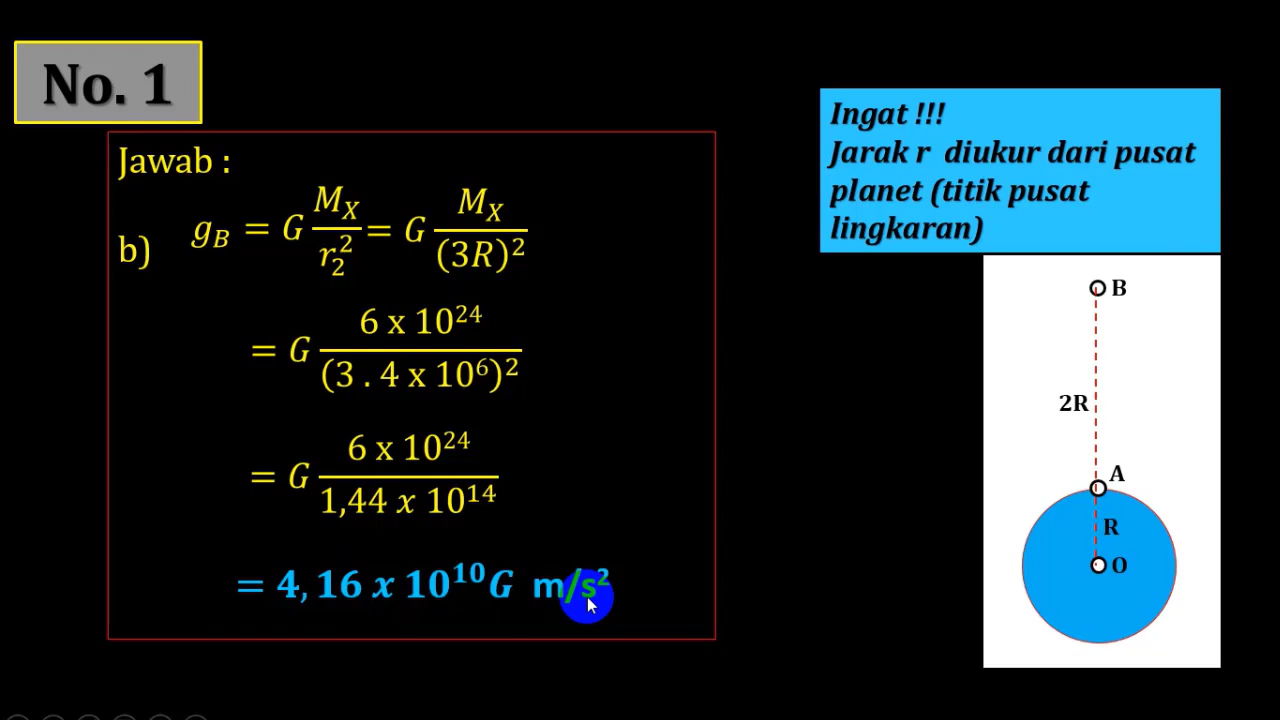 No. 1
Jawab :
b) g_B = G M_X / r_2^2 = G M_X / (3R)^2
= G 6 x 10^24 / (3 . 4 x 10^6)^2
= G 6 x 10^24 / 1,44 x 10^14
= 4,16 x 10^10 G m/s^2
Ingat !!!
Jarak r diukur dari pusat
planet (titik pusat
lingkaran)
B
2R
A
R
O